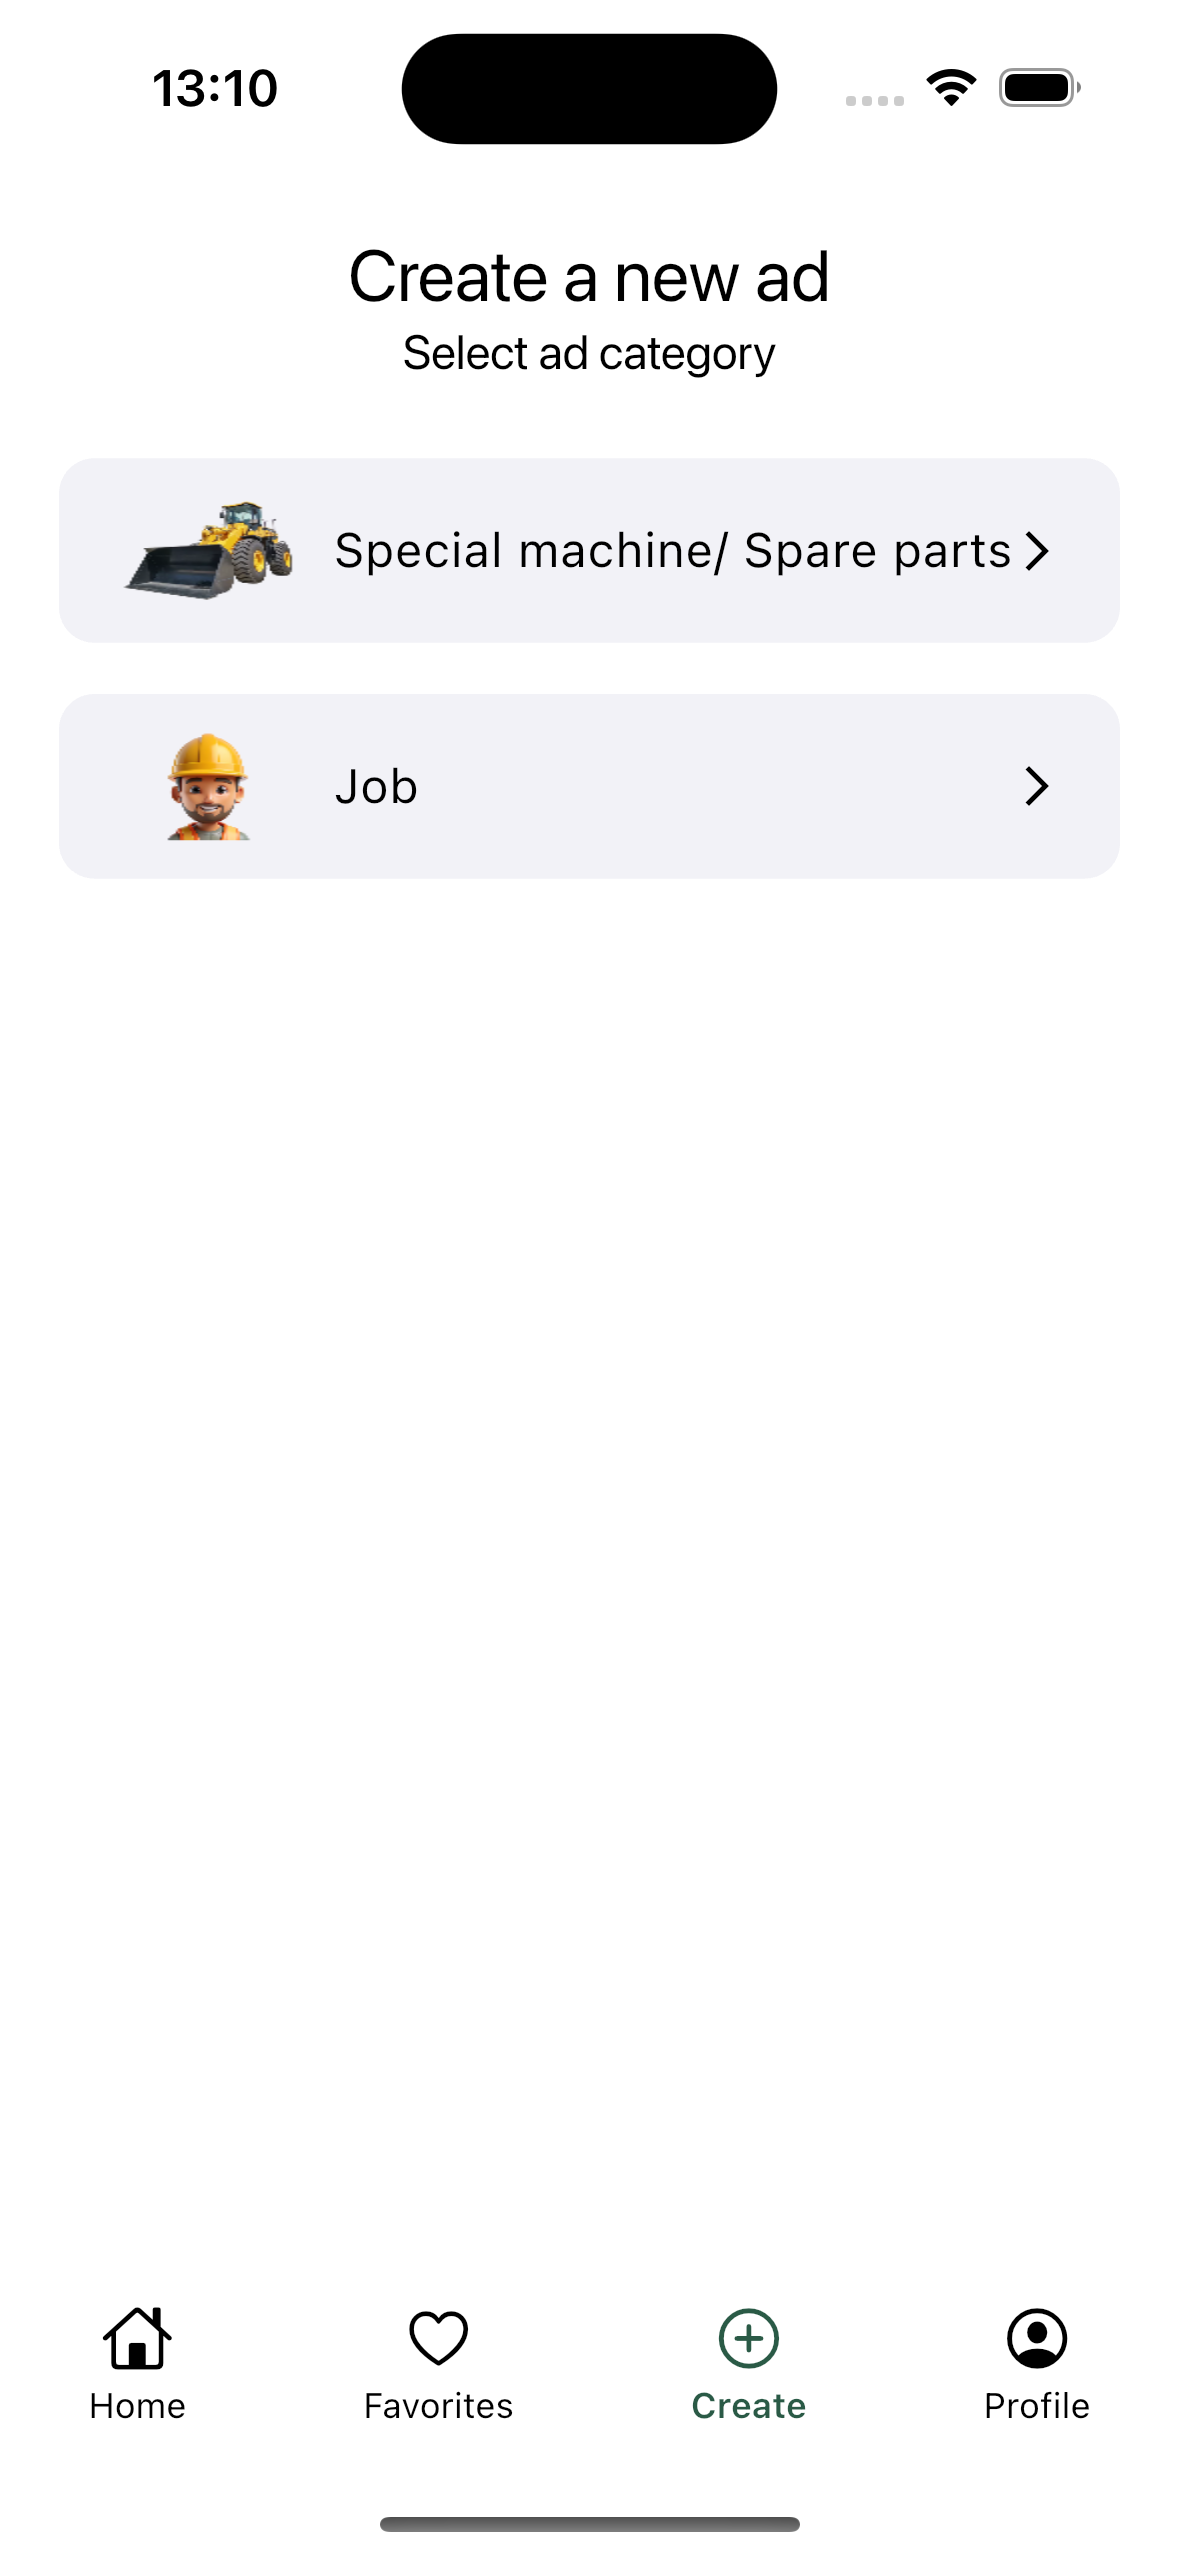 13:10
Create a new ad
Select ad category
Special machine/ Spare parts
Job
Home
Favorites
Create
Profile